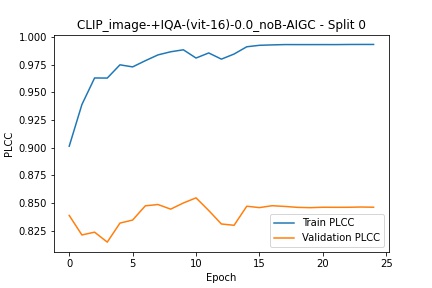 CLIP_image-+IQA-(vit-16)-0.0_noB-AIGC - Split 0
1.000
0.975
0.950
0.925
0.900
0.875
0.850
0.825
PLCC
Train PLCC
Validation PLCC
0 5 10 15 20 25
Epoch